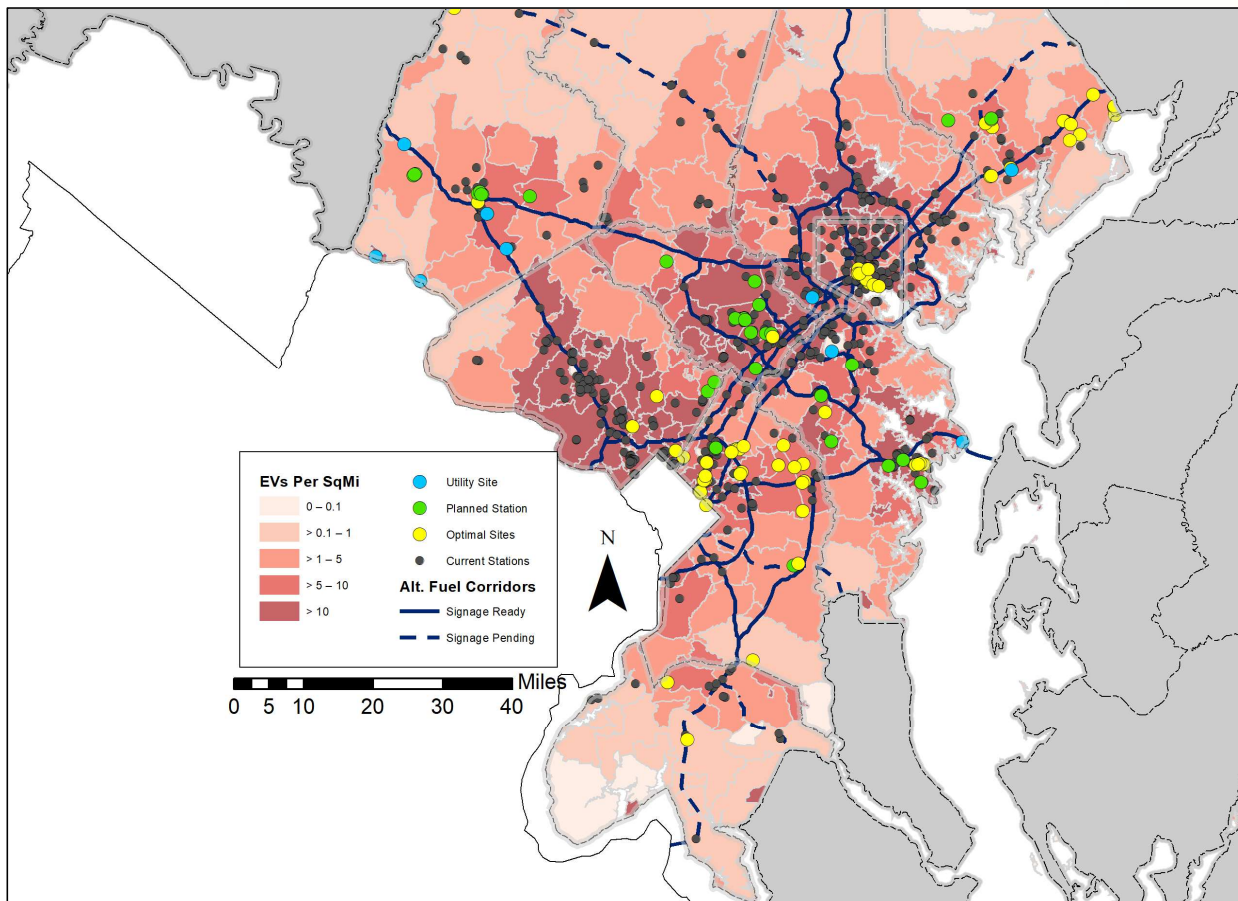 EVs Per SqMi
0 – 0.1
> 0.1 – 1
> 1 – 5
> 5 – 10
> 10
Utility Site
Planned Station
Optimal Sites
Current Stations
Alt. Fuel Corridors
Signage Ready
Signage Pending
N
Miles
0 5 10 20 30 40